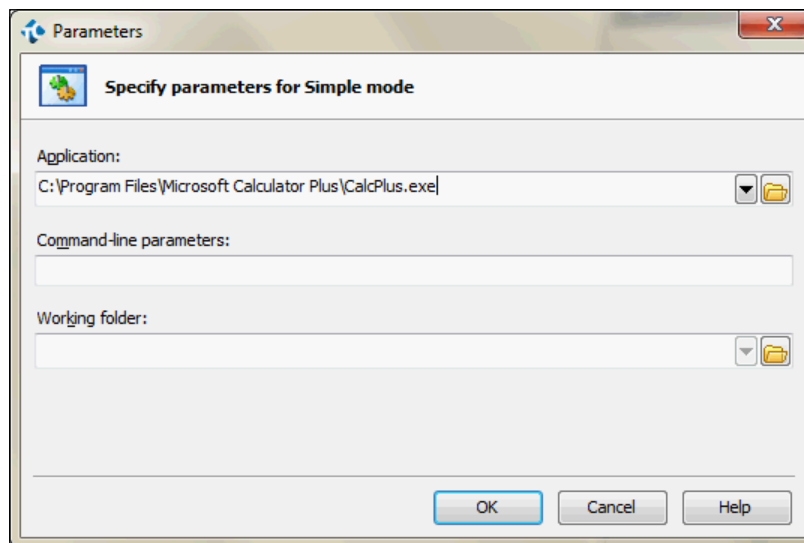 Parameters
Specify parameters for Simple mode
Application:
C:\Program Files\Microsoft Calculator Plus\CalcPlus.exe
Command-line parameters:
Working folder:
OK Cancel Help